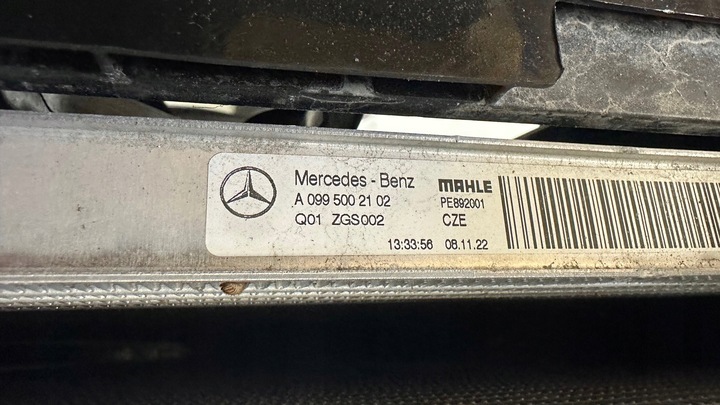 Mercedes-Benz
A 099 500 21 02
Q01 ZGS002
MAHLE
PE892001
CZE
13:33:56 08.11.22